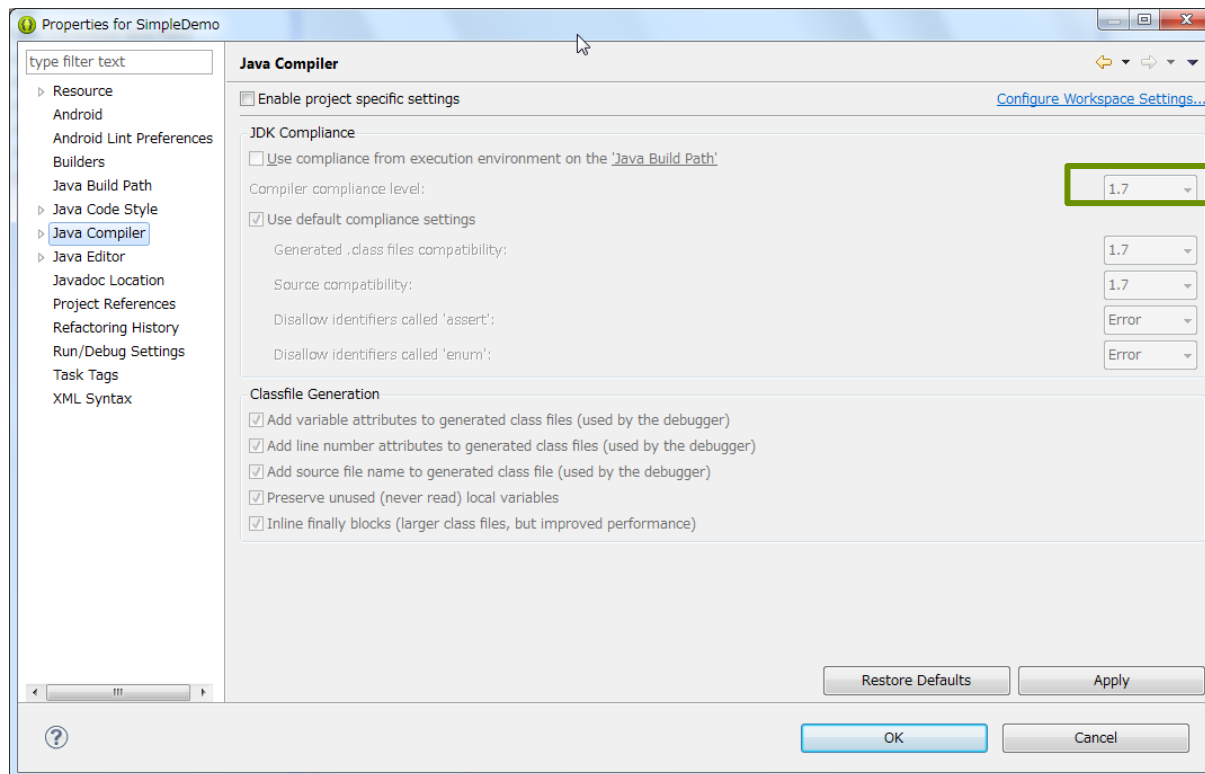 Properties for SimpleDemo
type filter text
Resource
Android
Android Lint Preferences
Builders
Java Build Path
Java Code Style
Java Compiler
Java Editor
Javadoc Location
Project References
Refactoring History
Run/Debug Settings
Task Tags
XML Syntax
Java Compiler
Enable project specific settings
Configure Workspace Settings...
JDK Compliance
Use compliance from execution environment on the 'Java Build Path'
Compiler compliance level: 1.7
Use default compliance settings
Generated .class files compatibility: 1.7
Source compatibility: 1.7
Disallow identifiers called 'assert': Error
Disallow identifiers called 'enum': Error
Classfile Generation
Add variable attributes to generated class files (used by the debugger)
Add line number attributes to generated class files (used by the debugger)
Add source file name to generated class file (used by the debugger)
Preserve unused (never read) local variables
Inline finally blocks (larger class files, but improved performance)
Restore Defaults Apply
? OK Cancel